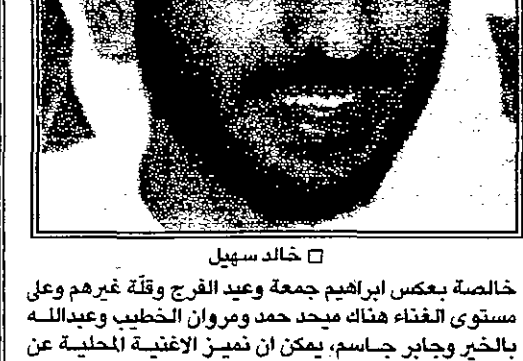 □ خالد سهيل
خالصة بعكس ابراهيم جمعة وعيد الفرج وقلّة غيرهم وعلى
مستوى الغناء هناك ميحد حمد ومروان الخطيب وعبدالله
بالخير وجابر جاسم، يمكن ان نميز الاغنية المحلية عن